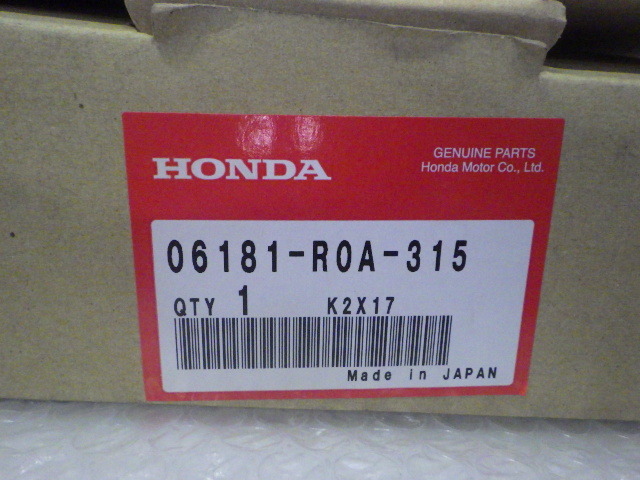 HONDA
GENUINE PARTS
Honda Motor Co., Ltd.
06181-R0A-315
QTY 1 K2X17
Made in JAPAN